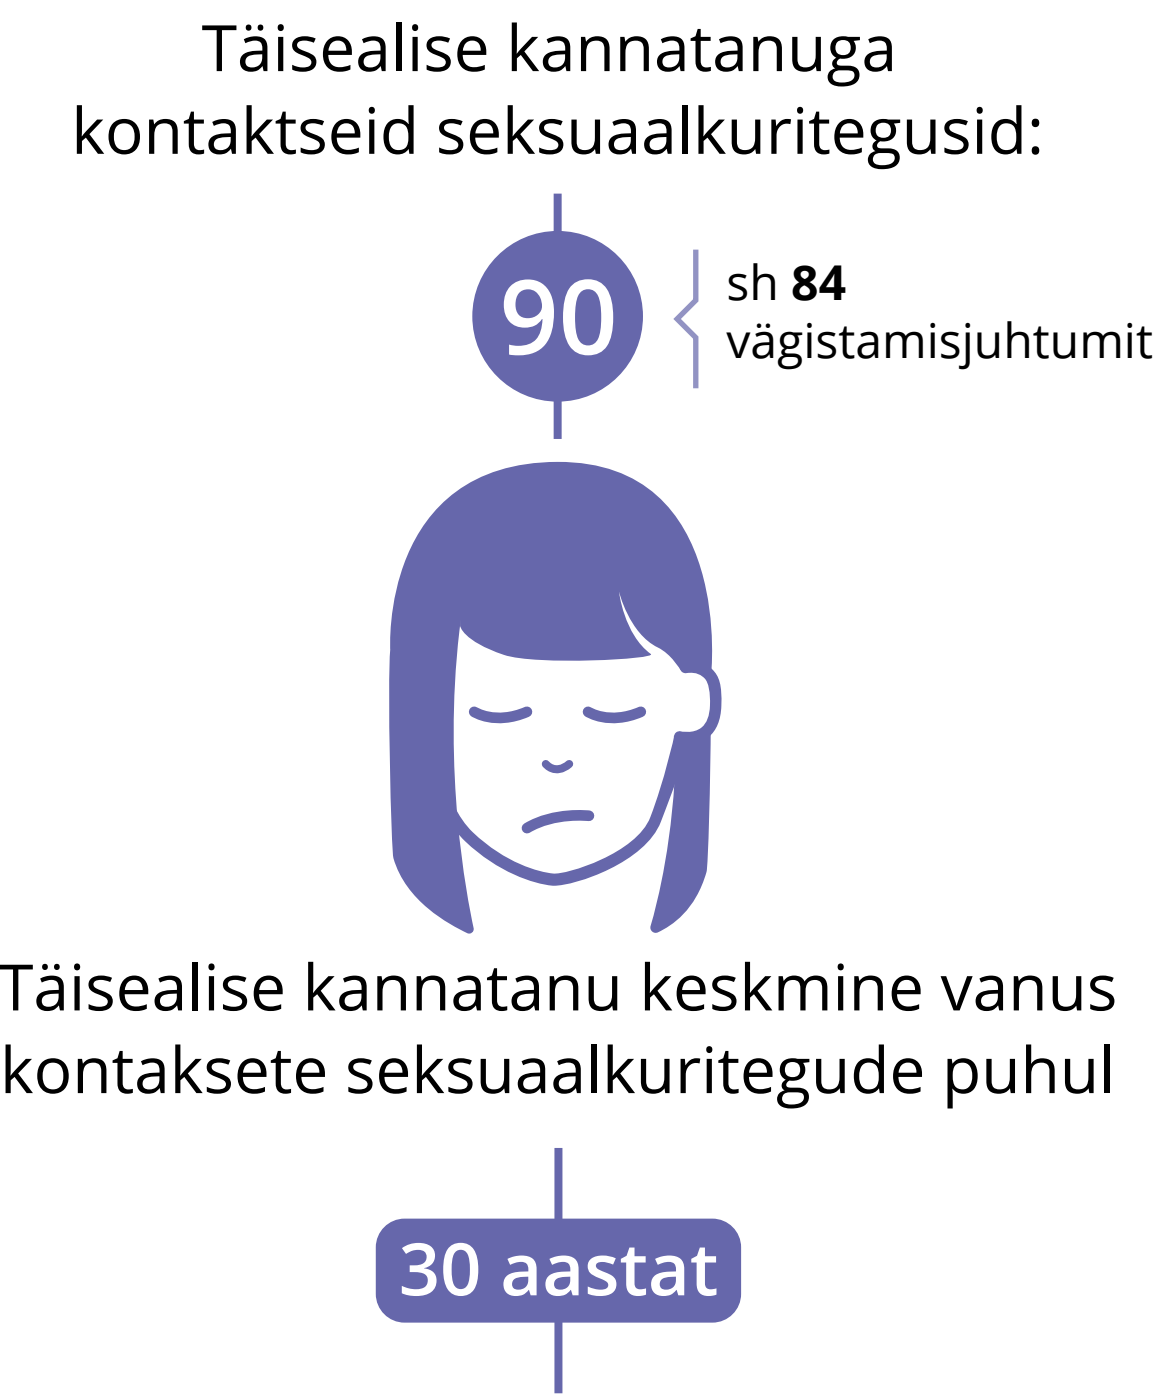 Täisealise kannatanuga
kontaktseid seksuaalkuritegusid:
90
sh 84
vägistamisjuhtumit
Täisealise kannatanu keskmine vanus
kontaksete seksuaalkuritegude puhul
30 aastat